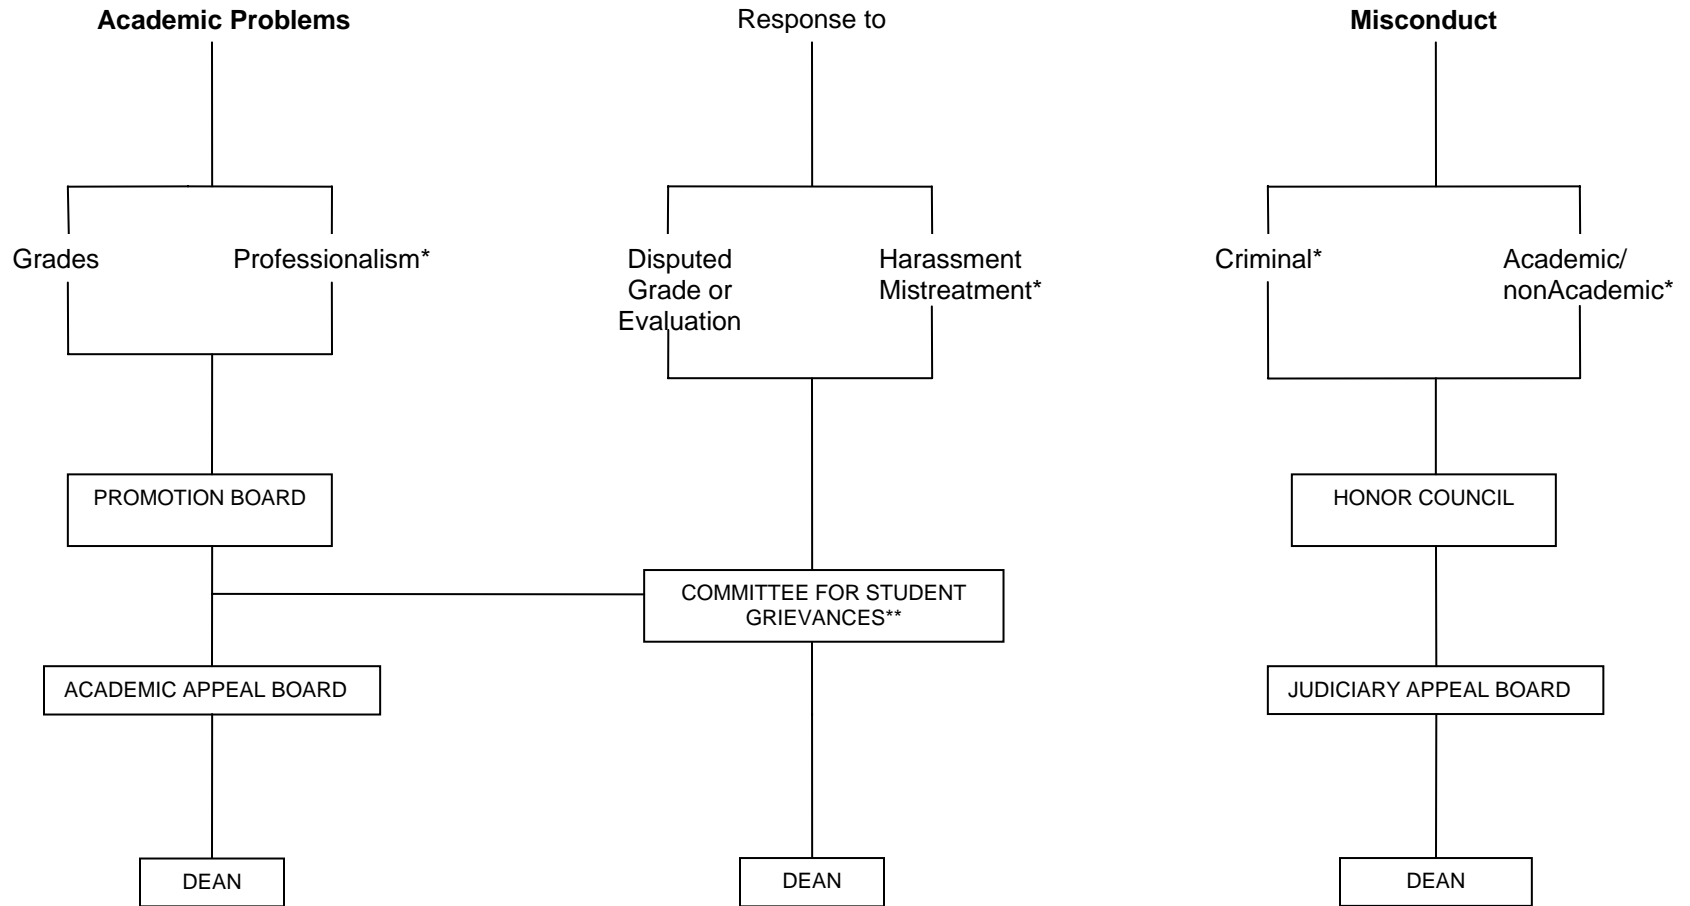 Academic Problems
Response to
Misconduct
Grades
Professionalism*
Disputed
Grade or
Evaluation
Harassment
Mistreatment*
Criminal*
Academic/
nonAcademic*
PROMOTION BOARD
HONOR COUNCIL
COMMITTEE FOR STUDENT
GRIEVANCES**
ACADEMIC APPEAL BOARD
JUDICIARY APPEAL BOARD
DEAN
DEAN
DEAN